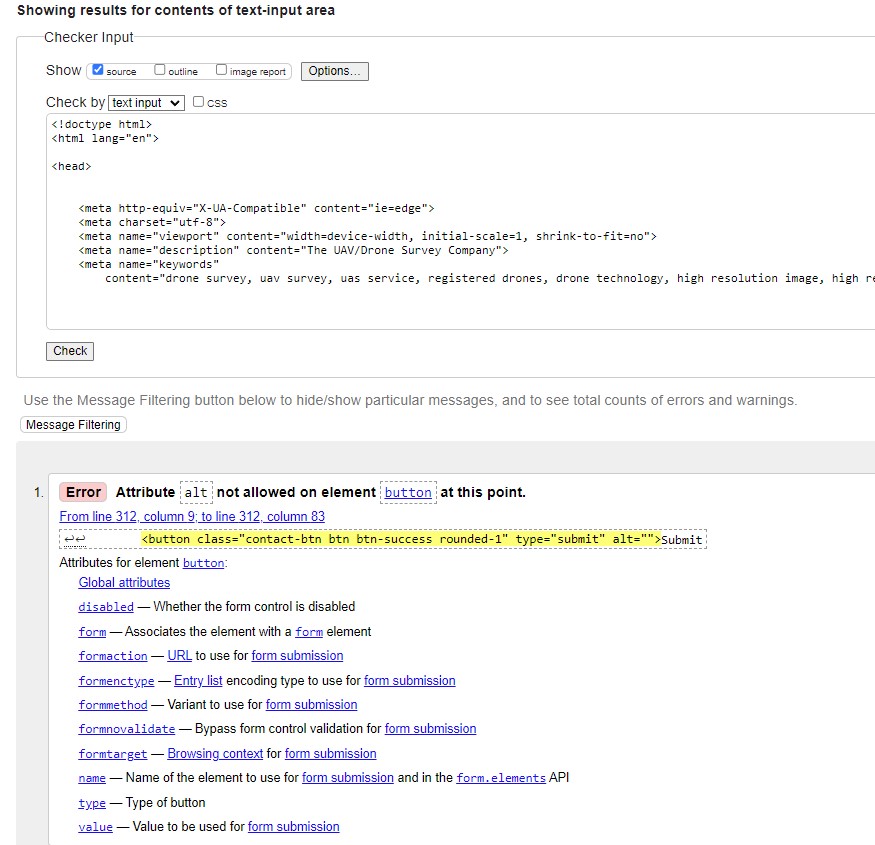 Showing results for contents of text-input area
Checker Input
Show source outline image report Options...
Check by text input css
<!doctype html>
<html lang="en">
<head>
<meta http-equiv="X-UA-Compatible" content="ie=edge">
<meta charset="utf-8">
<meta name="viewport" content="width=device-width, initial-scale=1, shrink-to-fit=no">
<meta name="description" content="The UAV/Drone Survey Company">
<meta name="keywords"
content="drone survey, uav survey, uas service, registered drones, drone technology, high resolution image, high re
Check
Use the Message Filtering button below to hide/show particular messages, and to see total counts of errors and warnings.
Message Filtering
1. Error Attribute alt not allowed on element button at this point.
From line 312, column 9; to line 312, column 83
↩↩ <button class="contact-btn btn btn-success rounded-1" type="submit" alt="">Submit
Attributes for element button:
Global attributes
disabled — Whether the form control is disabled
form — Associates the element with a form element
formaction — URL to use for form submission
formenctype — Entry list encoding type to use for form submission
formmethod — Variant to use for form submission
formnovalidate — Bypass form control validation for form submission
formtarget — Browsing context for form submission
name — Name of the element to use for form submission and in the form.elements API
type — Type of button
value — Value to be used for form submission